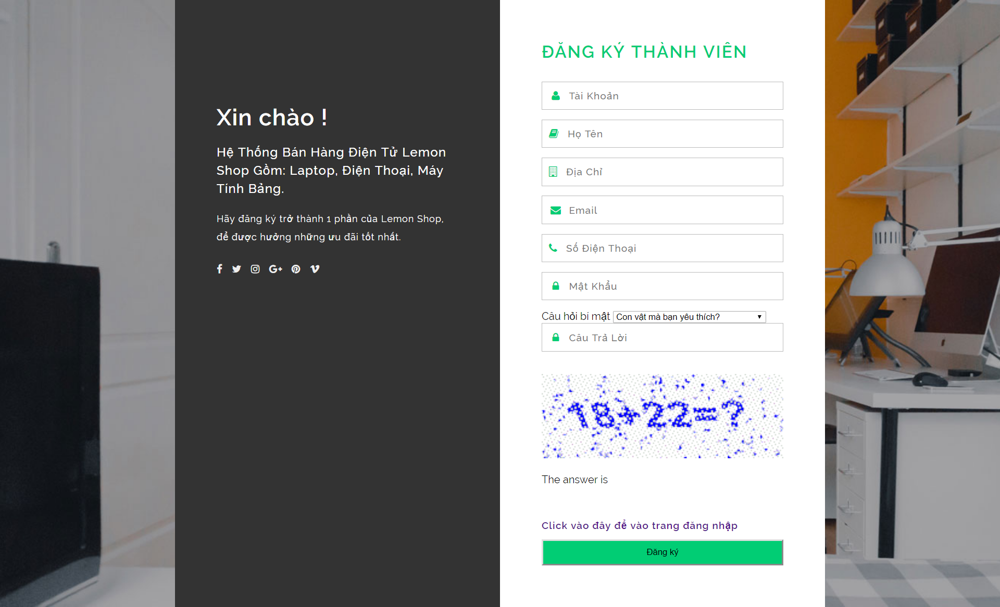 Xin chào !
Hệ Thống Bán Hàng Điện Tử Lemon
Shop Gồm: Laptop, Điện Thoại, Máy
Tính Bảng.
Hãy đăng ký trở thành 1 phần của Lemon Shop,
để được hưởng những ưu đãi tốt nhất.
ĐĂNG KÝ THÀNH VIÊN
Tài Khoản
Họ Tên
Địa Chỉ
Email
Số Điện Thoại
Mật Khẩu
Câu hỏi bí mật Con vật mà bạn yêu thích?
Câu Trả Lời
18+22=?
The answer is
Click vào đây để vào trang đăng nhập
Đăng ký